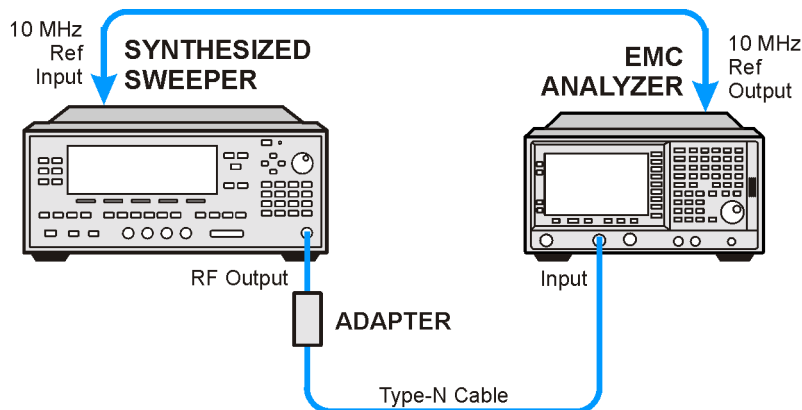 10 MHz
Ref
Input
SYNTHESIZED
SWEEPER
EMC
ANALYZER
10 MHz
Ref
Output
RF Output
Input
ADAPTER
Type-N Cable